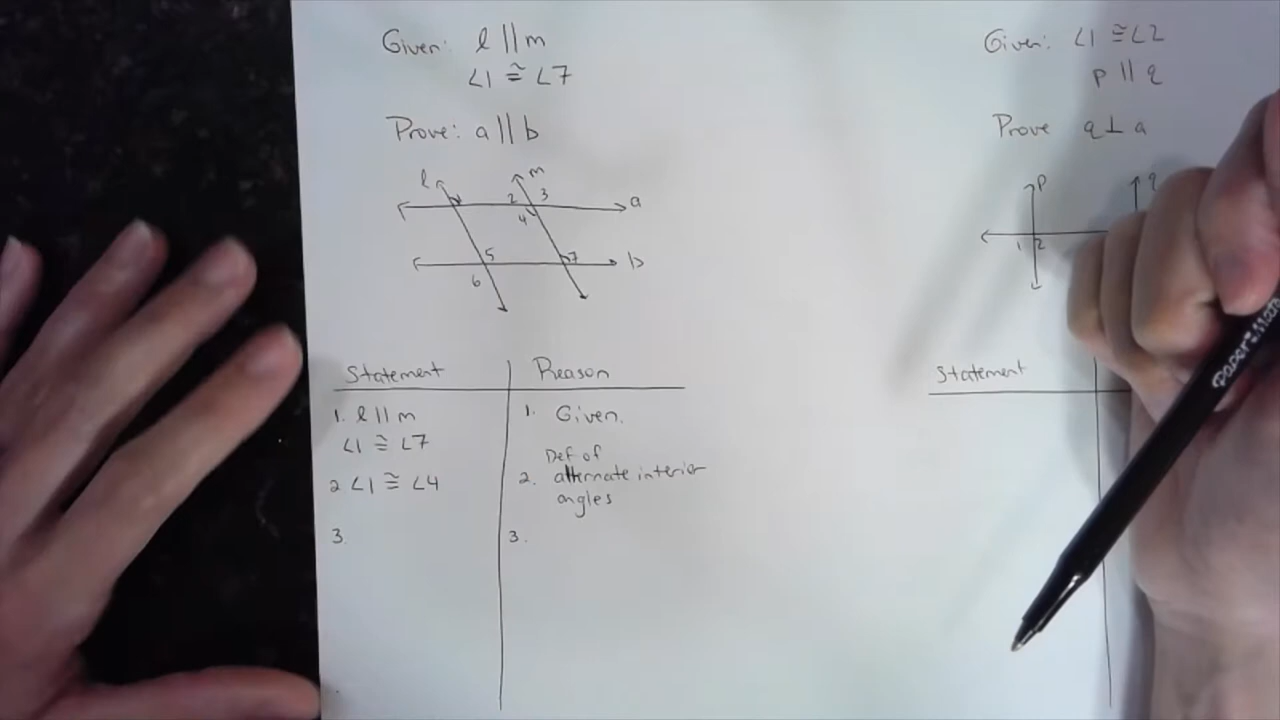 Given: l || m
∠1 ≅ ∠7
Prove: a || b
l
m
1
2
3
a
4
5
7
b
6
Statement
Reason
1. l || m
1. Given.
∠1 ≅ ∠7
Def of
2 ∠1 ≅ ∠4
2. alternate interior
angles
3.
3.
Given: ∠1 ≅ ∠2
p || q
Prove q ⊥ a
p
q
1
2
Statement